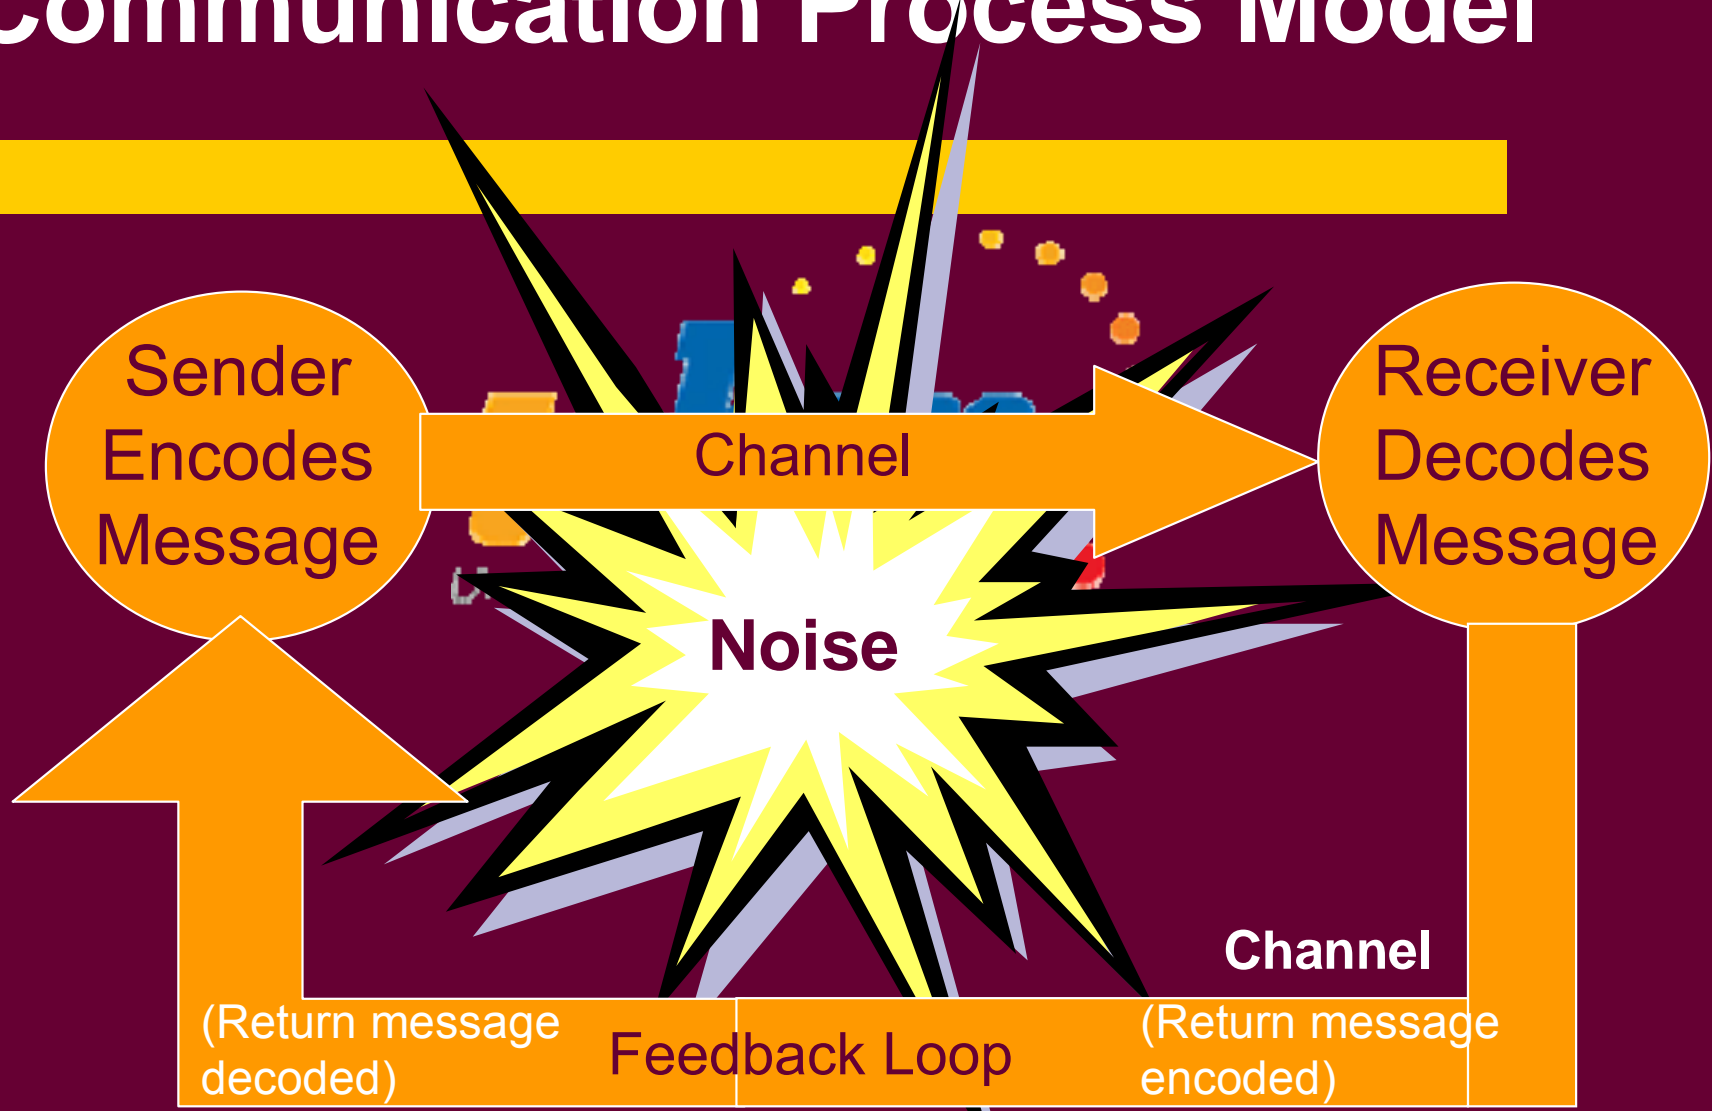 Communication Process Model
Sender
Encodes
Message
Channel
Receiver
Decodes
Message
Noise
Channel
(Return message
decoded)
Feedback Loop
(Return message
encoded)